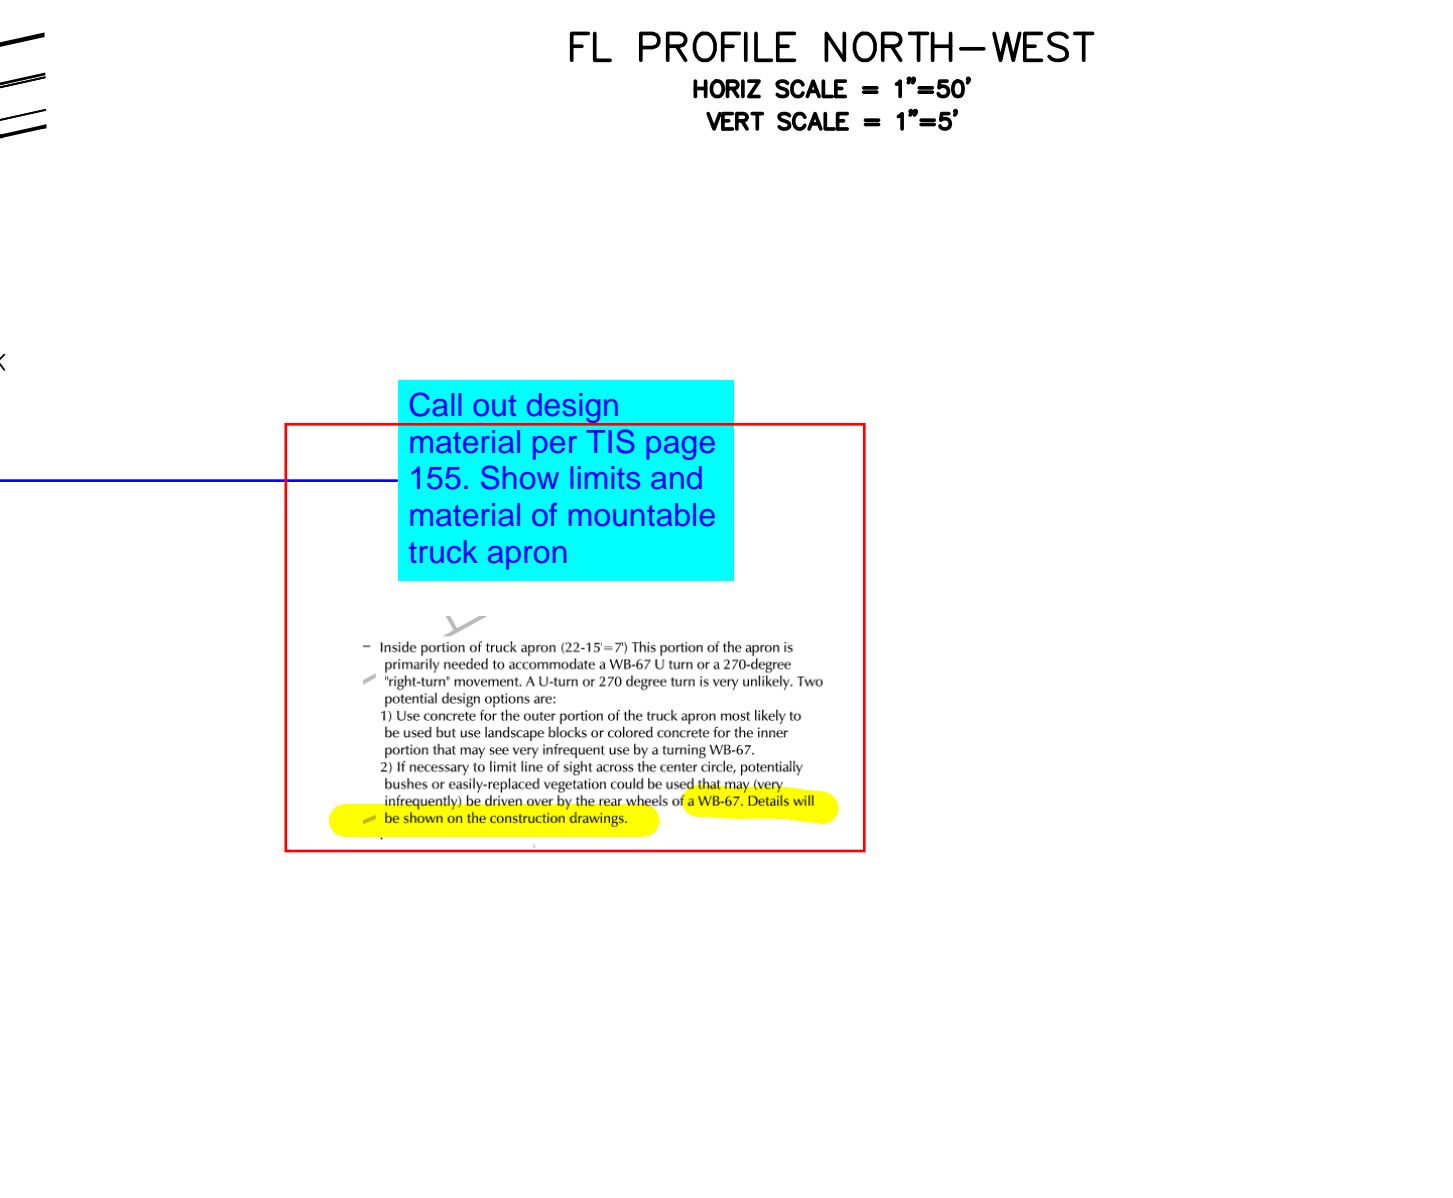 FL PROFILE NORTH-WEST
HORIZ SCALE = 1"=50'
VERT SCALE = 1"=5'
K
Call out design
material per TIS page
155. Show limits and
material of mountable
truck apron
– Inside portion of truck apron (22-15'=7') This portion of the apron is
primarily needed to accommodate a WB-67 U turn or a 270-degree
"right-turn" movement. A U-turn or 270 degree turn is very unlikely. Two
potential design options are:
1) Use concrete for the outer portion of the truck apron most likely to
be used but use landscape blocks or colored concrete for the inner
portion that may see very infrequent use by a turning WB-67.
2) If necessary to limit line of sight across the center circle, potentially
bushes or easily-replaced vegetation could be used that may (very
infrequently) be driven over by the rear wheels of a WB-67. Details will
be shown on the construction drawings.